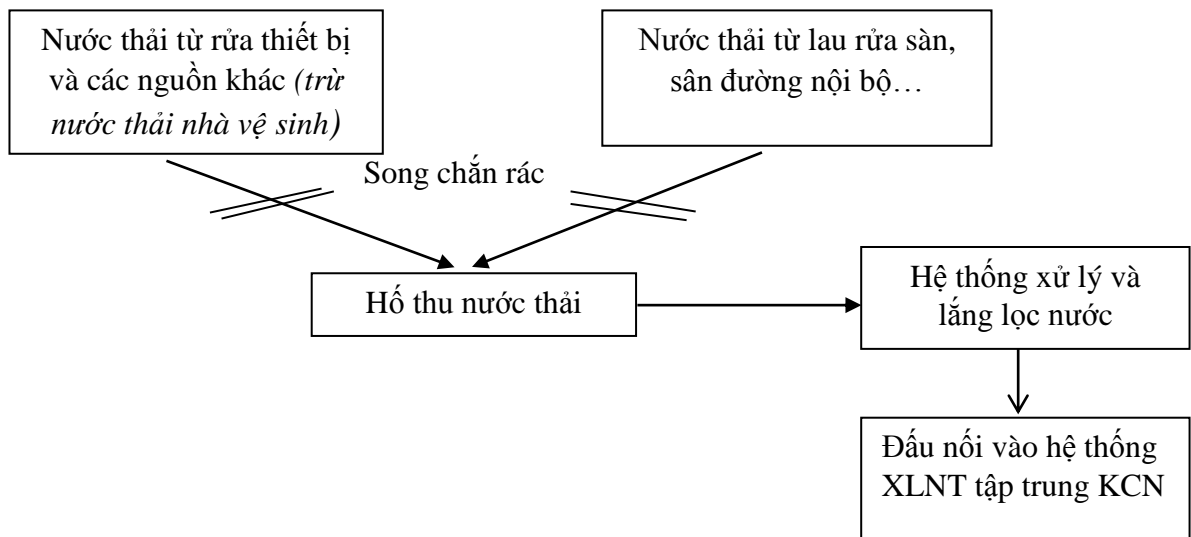 Nước thải từ rửa thiết bị
và các nguồn khác (trừ
nước thải nhà vệ sinh)
Nước thải từ lau rửa sàn,
sân đường nội bộ…
Song chắn rác
Hố thu nước thải
Hệ thống xử lý và
lắng lọc nước
Đấu nối vào hệ thống
XLNT tập trung KCN